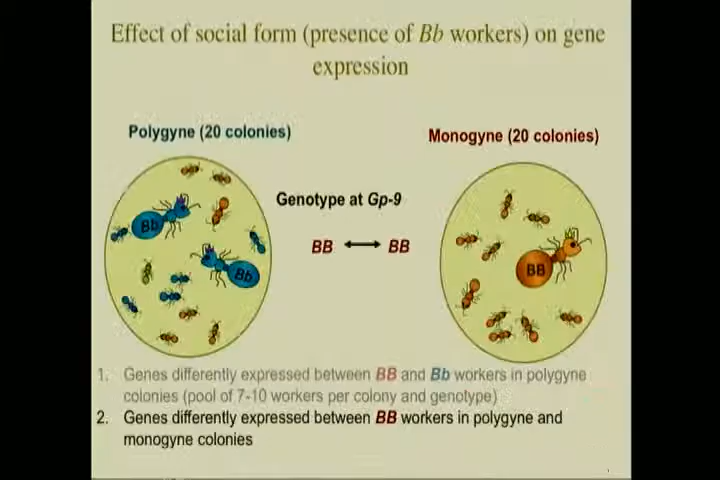 Effect of social form (presence of Bb workers) on gene
expression
Polygyne (20 colonies)
Monogyne (20 colonies)
Genotype at Gp-9
BB ⟷ BB
Bb
Bb
BB
1. Genes differently expressed between BB and Bb workers in polygyne
colonies (pool of 7-10 workers per colony and genotype)
2. Genes differently expressed between BB workers in polygyne and
monogyne colonies